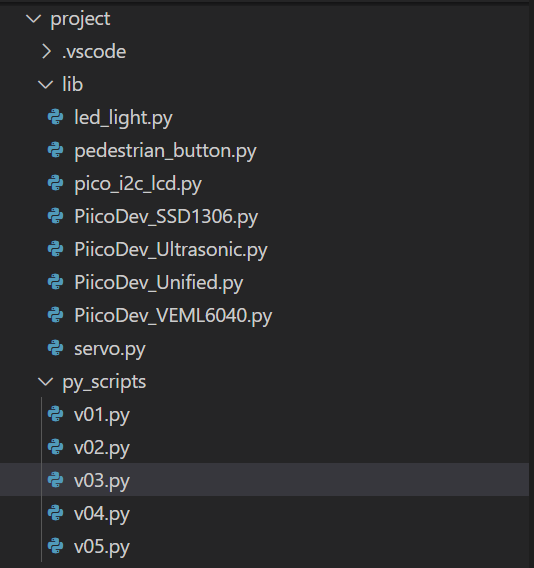 project
.vscode
lib
led_light.py
pedestrian_button.py
pico_i2c_lcd.py
PiicoDev_SSD1306.py
PiicoDev_Ultrasonic.py
PiicoDev_Unified.py
PiicoDev_VEML6040.py
servo.py
py_scripts
v01.py
v02.py
v03.py
v04.py
v05.py